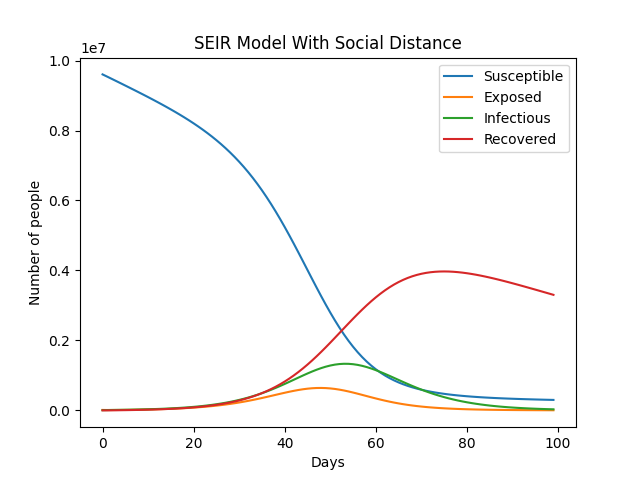 SEIR Model With Social Distance
1e7
1.0
0.8
0.6
0.4
0.2
0.0
Number of people
0
20
40
60
80
100
Days
Susceptible
Exposed
Infectious
Recovered